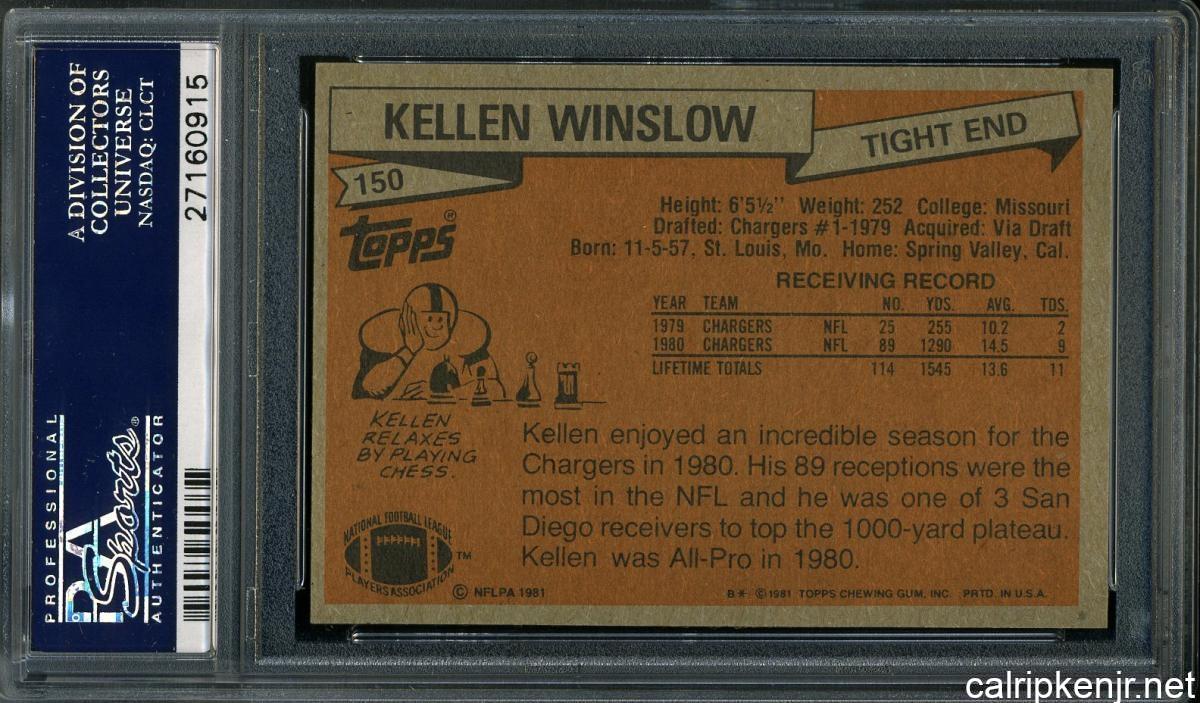 A DIVISION OF
COLLECTORS
UNIVERSE
NASDAQ: CLCT
27160915
PROFESSIONAL
PSA
Sports®
AUTHENTICATOR
KELLEN WINSLOW
TIGHT END
150
topps®
Height: 6'5½" Weight: 252 College: Missouri
Drafted: Chargers #1-1979 Acquired: Via Draft
Born: 11-5-57, St. Louis, Mo. Home: Spring Valley, Cal.
RECEIVING RECORD
YEAR TEAM NO. YDS. AVG. TDS.
1979 CHARGERS NFL 25 255 10.2 2
1980 CHARGERS NFL 89 1290 14.5 9
LIFETIME TOTALS 114 1545 13.6 11
KELLEN
RELAXES
BY PLAYING
CHESS.
Kellen enjoyed an incredible season for the
Chargers in 1980. His 89 receptions were the
most in the NFL and he was one of 3 San
Diego receivers to top the 1000-yard plateau.
Kellen was All-Pro in 1980.
NATIONAL FOOTBALL LEAGUE
PLAYERS ASSOCIATION
TM
© NFLPA 1981
B* © 1981 TOPPS CHEWING GUM, INC. PRTD. IN U.S.A.
calripkenjr.net